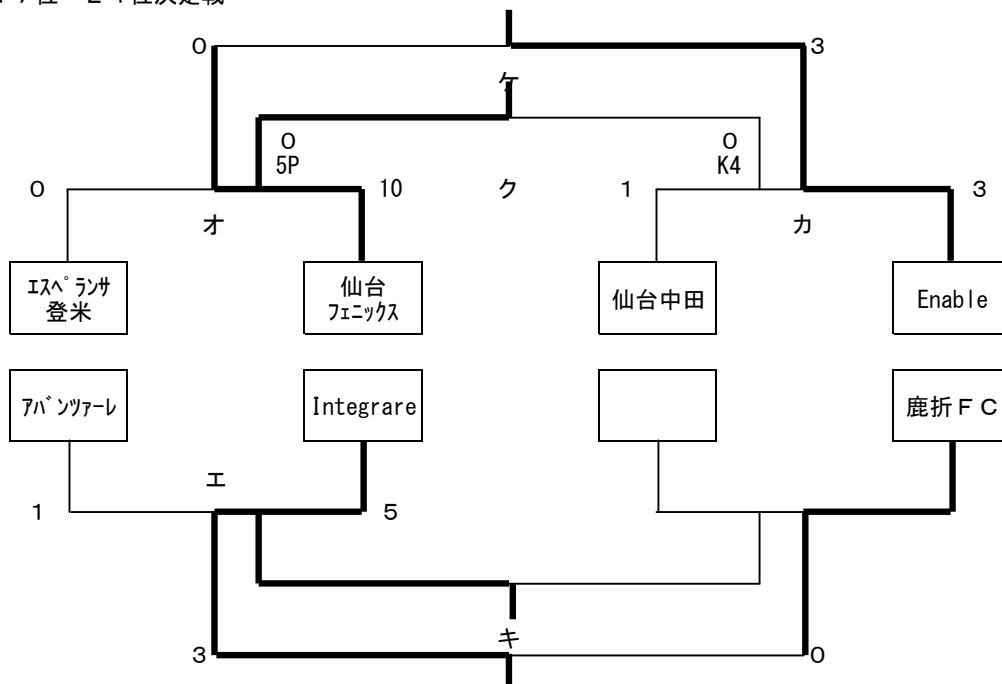 0 3
ケ
0 0
5P K4
0 10 ク 1 3
オ カ
エスペランサ
登米
仙台
フェニックス
仙台中田
Enable
アバンツァーレ
Integrare
鹿折ＦＣ
エ
1 5
キ
3 0